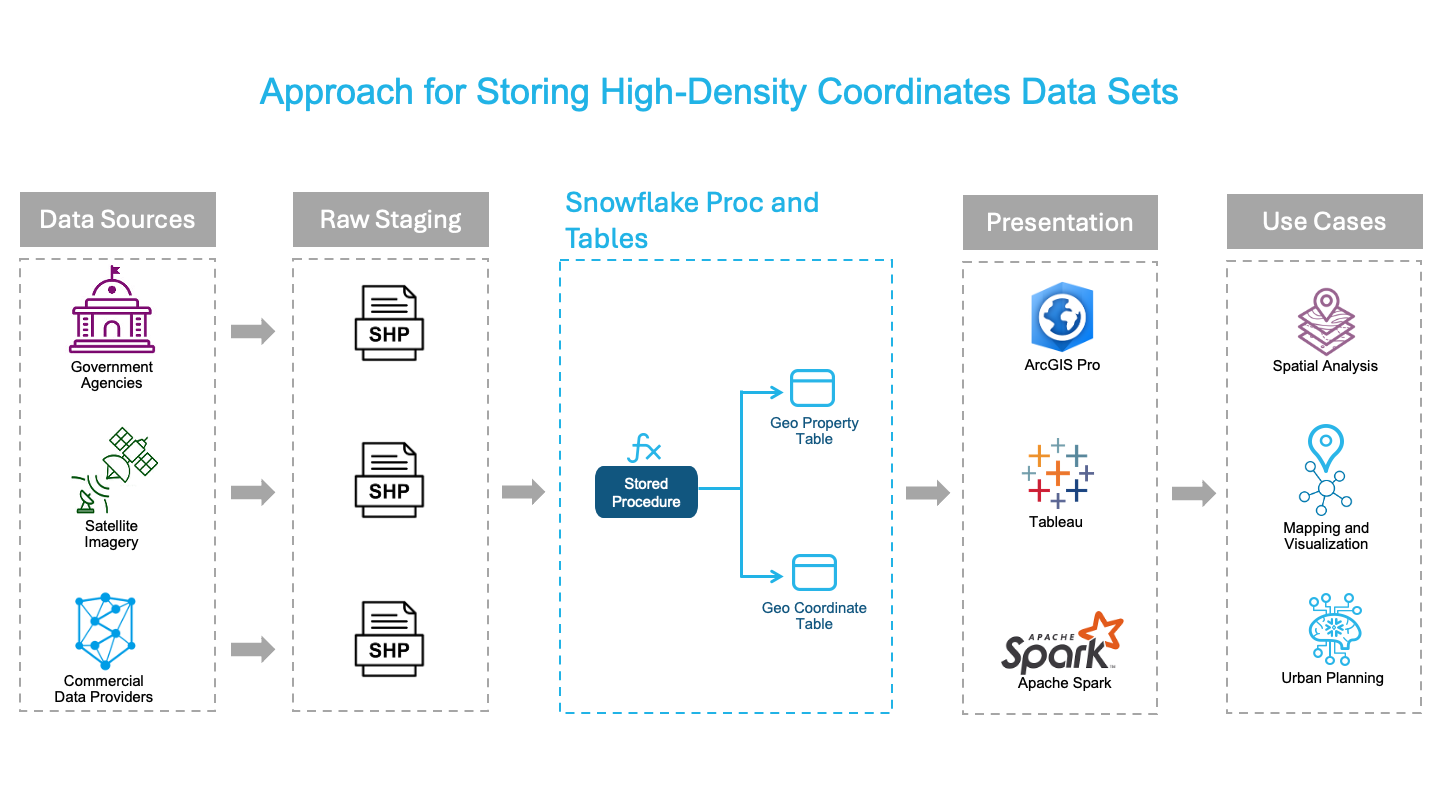 Approach for Storing High-Density Coordinates Data Sets
Data Sources
Government
Agencies
Satellite
Imagery
Commercial
Data Providers
Raw Staging
SHP
SHP
SHP
Snowflake Proc and
Tables
fx
Stored
Procedure
Geo Property
Table
Geo Coordinate
Table
Presentation
ArcGIS Pro
Tableau
APACHE
Spark
Apache Spark
Use Cases
Spatial Analysis
Mapping and
Visualization
Urban Planning